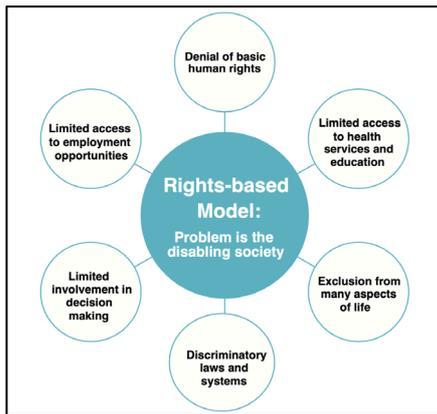 Denial of basic
human rights
Limited access
to employment
opportunities
Limited access
to health
services and
education
Rights-based
Model:
Problem is the
disabling society
Limited
involvement in
decision
making
Exclusion from
many aspects
of life
Discriminatory
laws and
systems